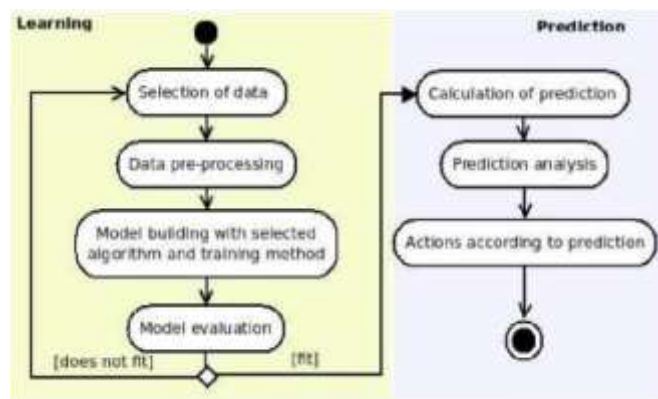 Learning
Selection of data
Data pre-processing
Model building with selected
algorithm and training method
Model evaluation
[does not fit]
[fit]
Prediction
Calculation of prediction
Prediction analysis
Actions according to prediction